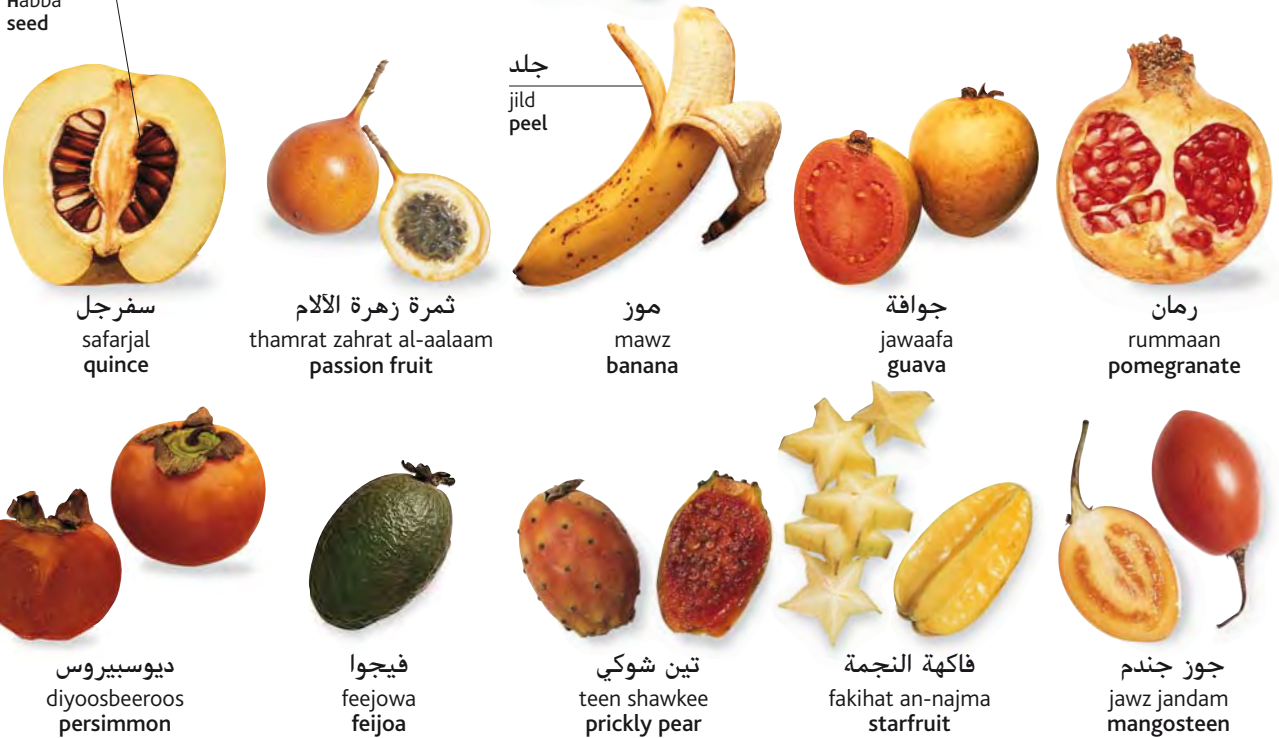 seed
جلد
jild
peel
سفرجل
safarjal
quince
ثمرة زهرة الآلام
thamrat zahrat al-aalaam
passion fruit
موز
mawz
banana
جوافة
jawaafa
guava
رمان
rummaan
pomegranate
ديوسبيروس
diyoosbeeroos
persimmon
فيجوا
feejowa
feijoa
تين شوكي
teen shawkee
prickly pear
فاكهة النجمة
fakihat an-najma
starfruit
جوز جندم
jawz jandam
mangosteen